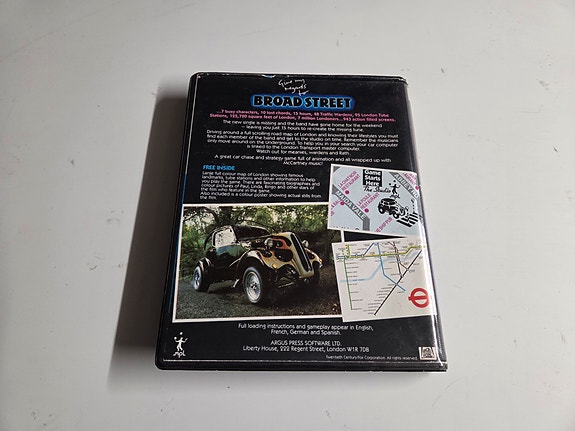 Give my
regards
to
BROAD STREET
...7 busy characters, 10 lost chords, 15 hours, 48 Traffic Wardens, 95 London Tube
Stations, 125,700 square feet of London, 7 million Londoners... 943 action filled screens.
The new single is missing and the band have gone home for the weekend
— leaving you just 15 hours to re-create the missing tune.
Driving around a full scrolling road map of London and knowing their lifestyles you must
find each member of the band and get to the studio on time. Remember the musicians
only move around on the underground. To help you in your search your car computer
is linked to the London Transport master computer.
Watch out for meanies, wardens and Rath.
A great car chase and strategy game full of animation and all wrapped up with
McCartney music!
FREE INSIDE
Large full colour map of London showing famous
landmarks, tube stations and other information to help
you play the game. There are fascinating biographies and
colour pictures of Paul, Linda, Ringo and other stars of
the film who feature in the game.
Also included is a colour poster showing actual stills from
the film.
Game
Starts
Here
The Studio
MAIDA VALE
Full loading instructions and gameplay appear in English,
French, German and Spanish.
ARGUS PRESS SOFTWARE LTD.
Liberty House, 222 Regent Street, London W1R 7DB
mpl
Twentieth Century-Fox Corporation. All rights reserved.